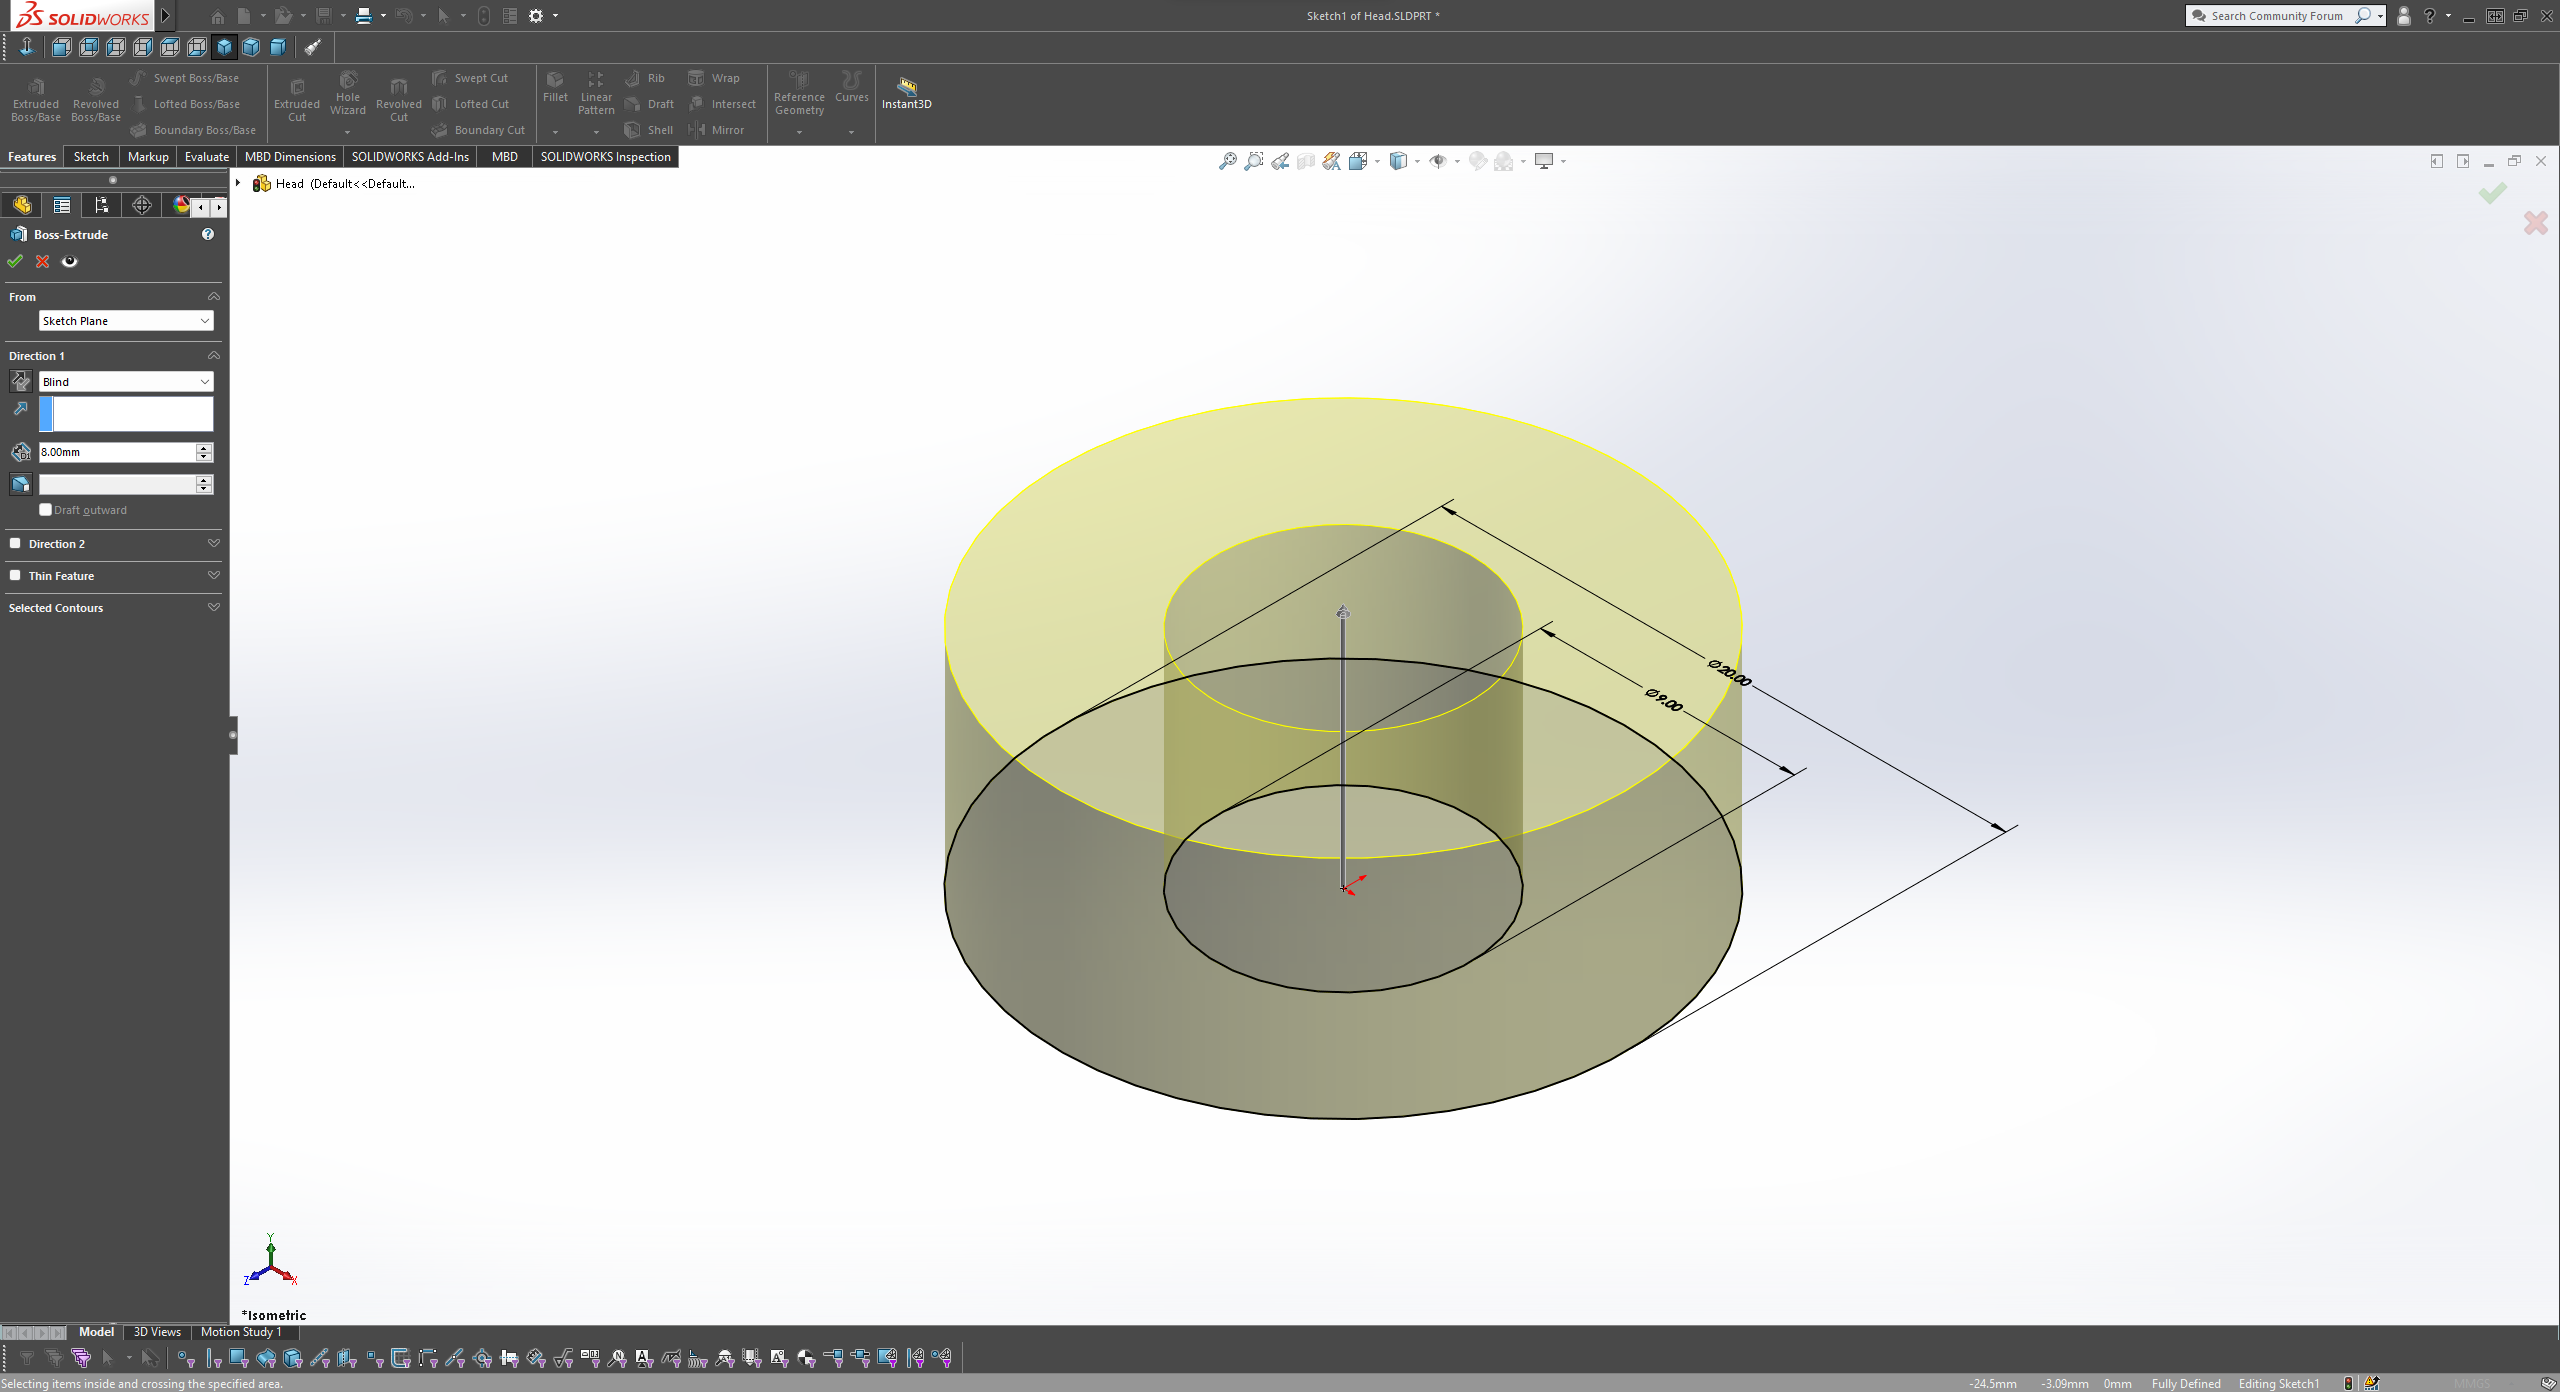 SOLIDWORKS
Sketch1 of Head.SLDPRT *
Search Community Forum
Extruded Boss/Base
Revolved Boss/Base
Swept Boss/Base
Lofted Boss/Base
Boundary Boss/Base
Extruded Cut
Hole Wizard
Revolved Cut
Swept Cut
Lofted Cut
Boundary Cut
Fillet
Linear Pattern
Rib
Draft
Shell
Wrap
Intersect
Mirror
Reference Geometry
Curves
Instant3D
Features Sketch Markup Evaluate MBD Dimensions SOLIDWORKS Add-Ins MBD SOLIDWORKS Inspection
Head (Default<<Default...
Boss-Extrude
From
Sketch Plane
Direction 1
Blind
8.00mm
Draft outward
Direction 2
Thin Feature
Selected Contours
⌀20.00
⌀9.00
Y
Z
X
*Isometric
Model 3D Views Motion Study 1
Selecting items inside and crossing the specified area.
-24.5mm -3.09mm 0mm Fully Defined Editing Sketch1 MMGS